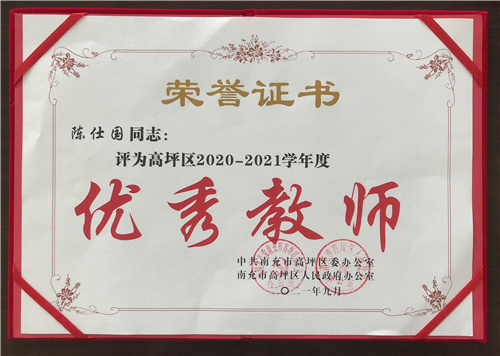 荣誉证书
陈仕国同志：
评为高坪区2020-2021学年度
优秀教师
中共南充市高坪区委办公室
南充市高坪区人民政府办公室
二〇二一年九月